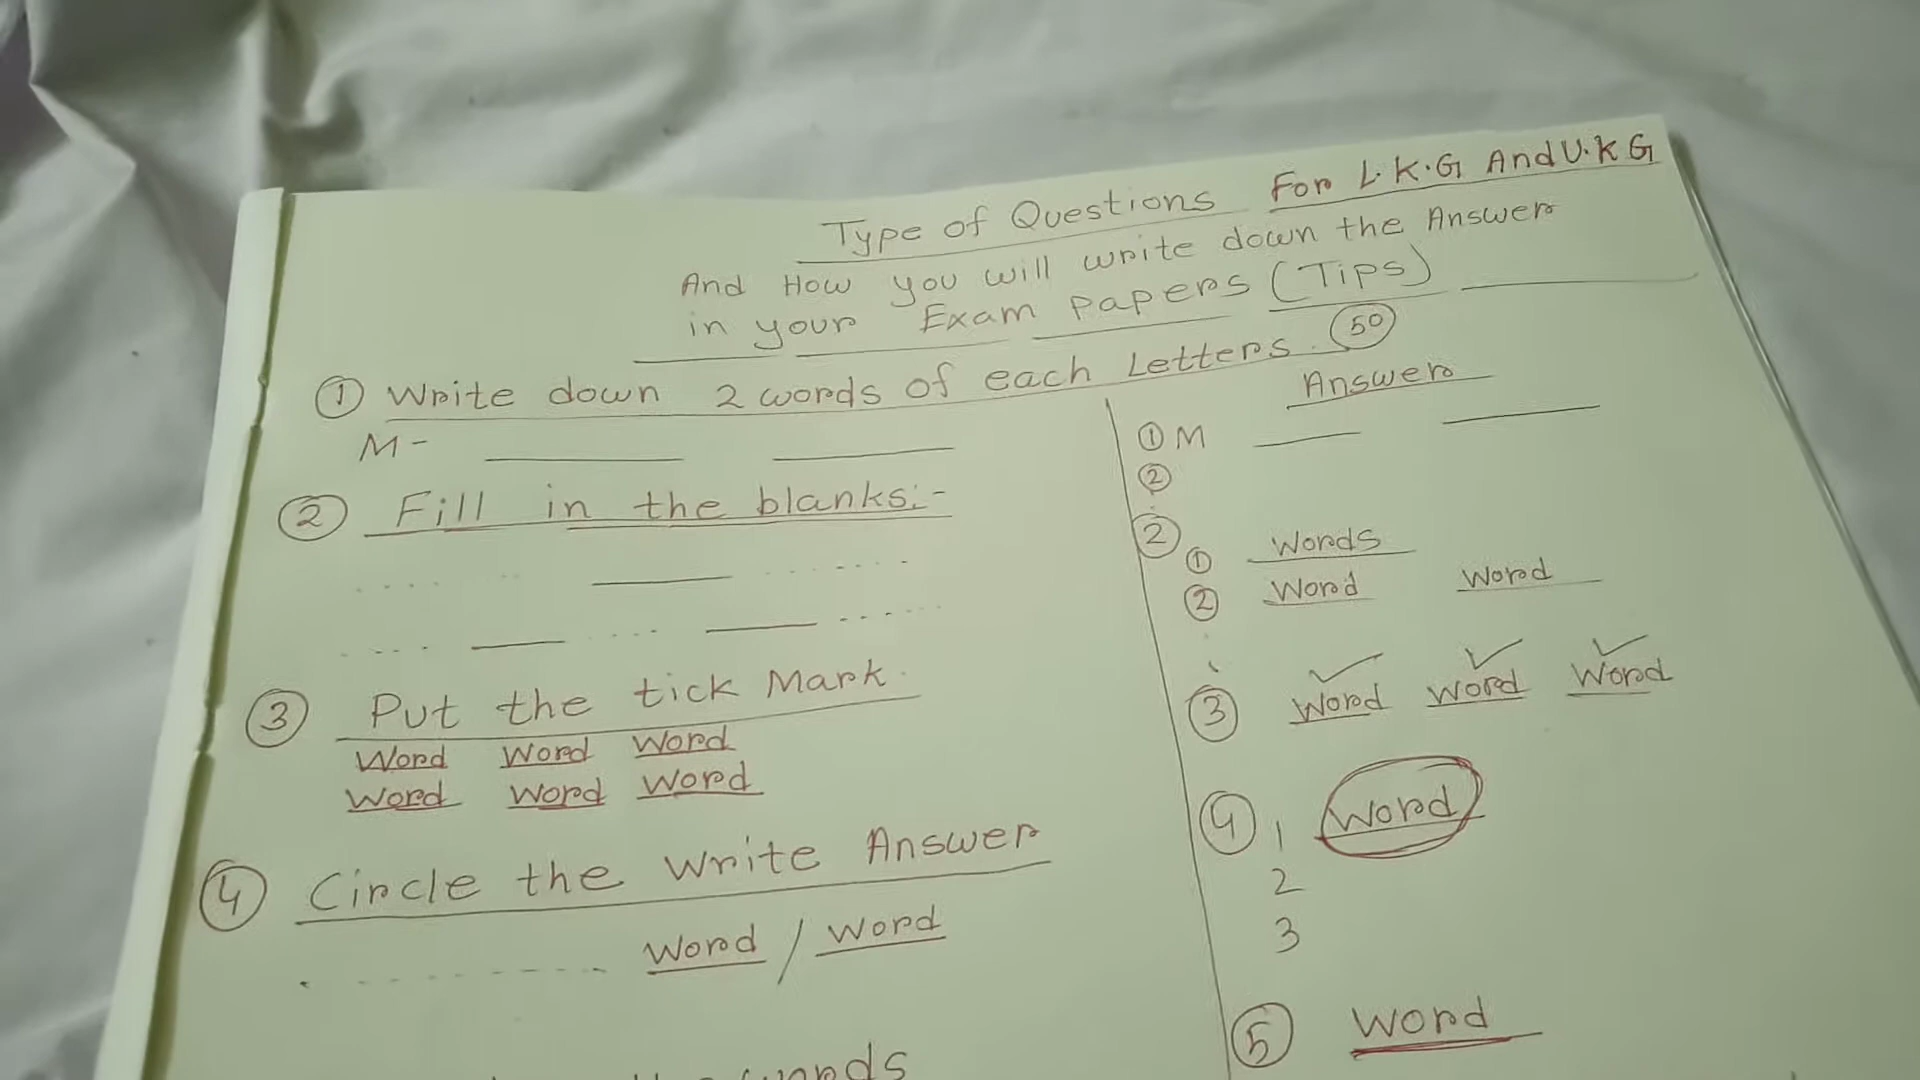 Type of Questions For L.K.G And U.K G
And How you will write down the Answer
in your Exam papers (Tips)
① Write down 2 words of each Letters. 50
M -
② Fill in the blanks:-
③ Put the tick Mark.
Word Word Word
Word Word Word
④ Circle the Write Answer
Word / Word
words
Answer
① M
②
② ① Words
② Word Word
③ ✓Word ✓Word ✓Word
④ 1 Word
2
3
⑤ Word